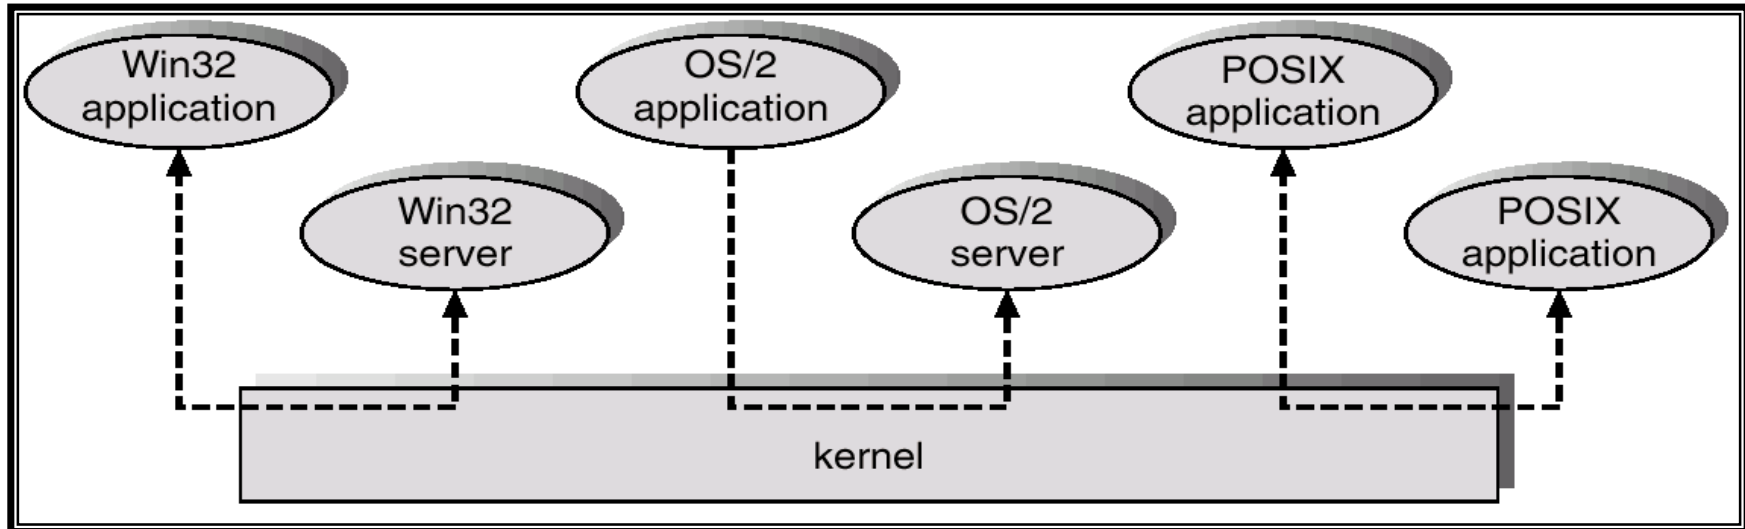 Win32
application
OS/2
application
POSIX
application
Win32
server
OS/2
server
POSIX
application
kernel